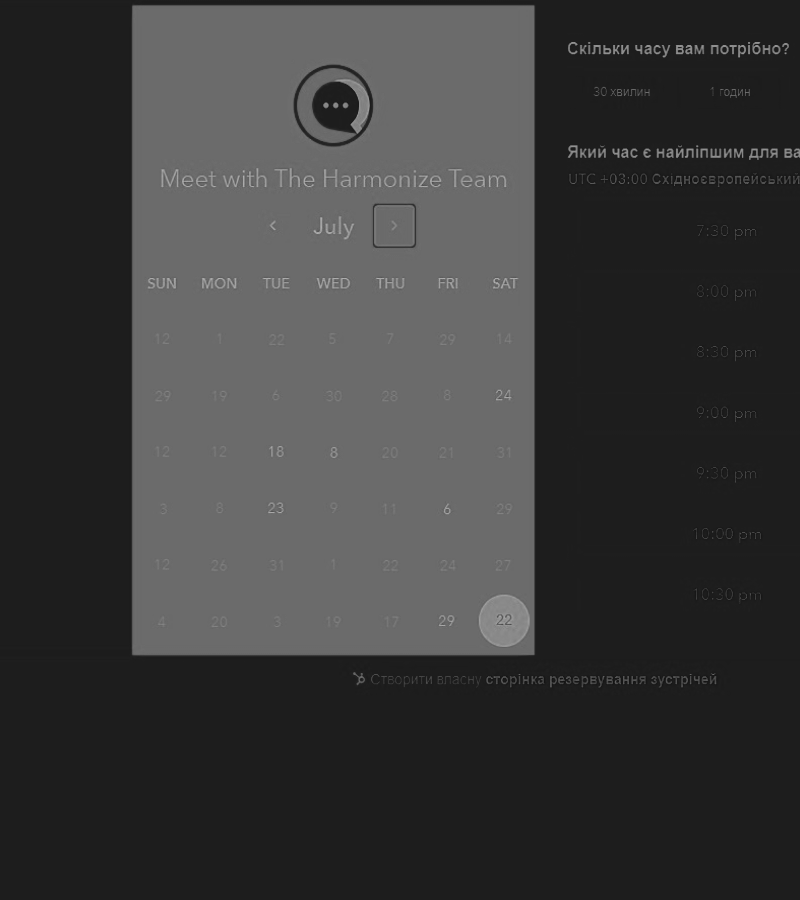 Meet with The Harmonize Team
July
SUN MON TUE WED THU FRI SAT
12 1 22 5 7 29 14
29 19 6 30 28 8 24
12 12 18 8 20 21 31
3 8 23 9 11 6 29
12 26 31 1 22 24 27
4 20 3 19 17 29 22
Скільки часу вам потрібно?
30 хвилин 1 годин
Який час є найліпшим для ва
UTC +03:00 Східноєвропейський
7:30 pm
8:00 pm
8:30 pm
9:00 pm
9:30 pm
10:00 pm
10:30 pm
Створити власну сторінка резервування зустрічей